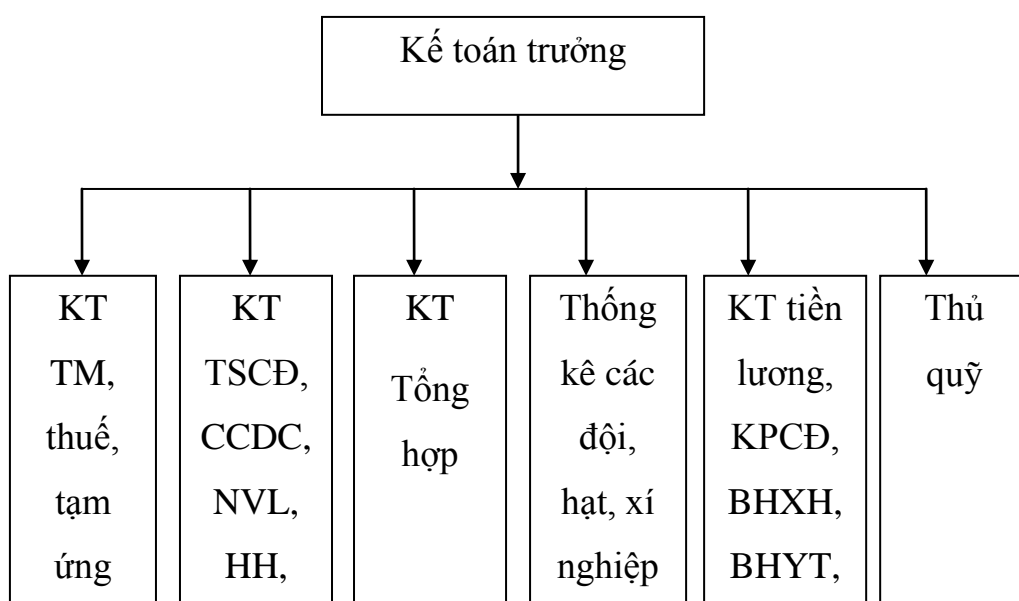 Kế toán trưởng
KT
TM,
thuế,
tạm
ứng
KT
TSCĐ,
CCDC,
NVL,
HH,
KT
Tổng
hợp
Thống
kê các
đội,
hạt, xí
nghiệp
KT tiền
lương,
KPCĐ,
BHXH,
BHYT,
Thủ
quỹ